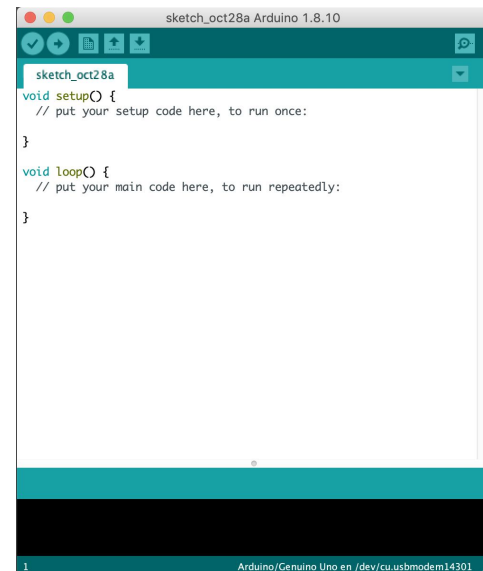 sketch_oct28a Arduino 1.8.10
sketch_oct28a
void setup() {
  // put your setup code here, to run once:
}
void loop() {
  // put your main code here, to run repeatedly:
}
1 Arduino/Genuino Uno en /dev/cu.usbmodem14301